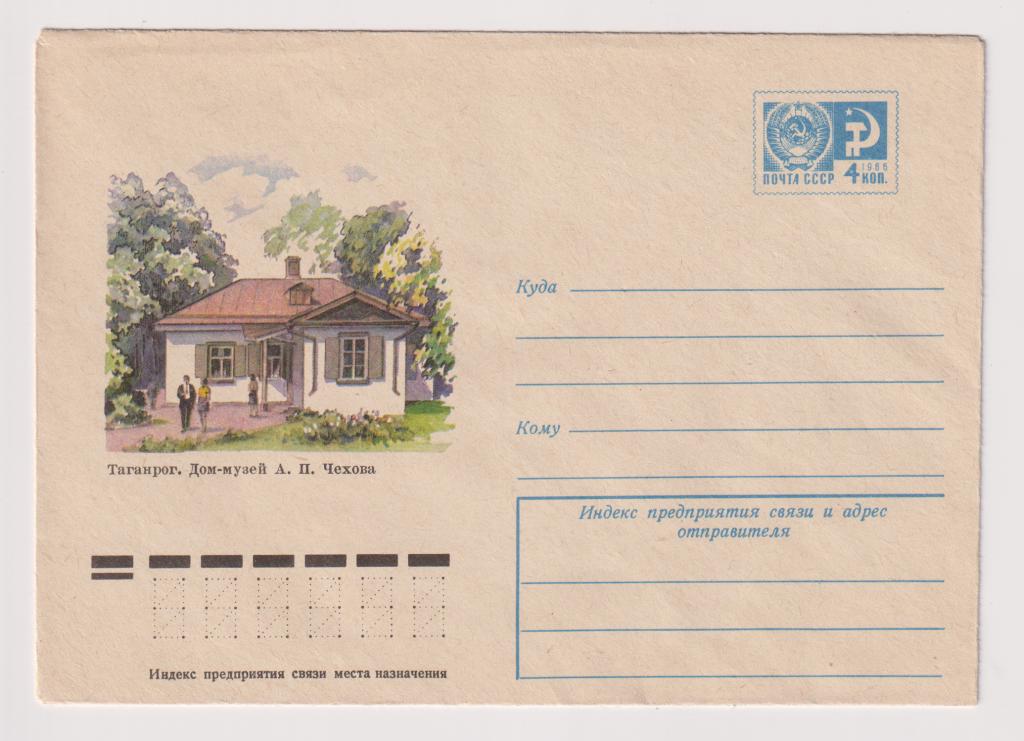 ПОЧТА СССР
1966
4 КОП.
Таганрог. Дом-музей А. П. Чехова
Куда
Кому
Индекс предприятия связи и адрес
отправителя
Индекс предприятия связи места назначения